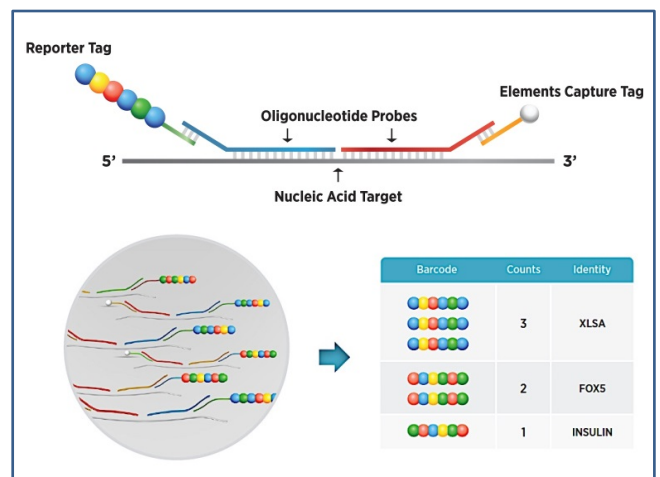 Reporter Tag
Elements Capture Tag
Oligonucleotide Probes
5’ 3’
Nucleic Acid Target
Barcode Counts Identity
3 XLSA
2 FOX5
1 INSULIN